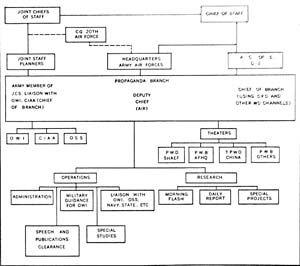 JOINT CHIEFS
OF STAFF
CHIEF OF STAFF
CG 20TH
AIR FORCE
JOINT STAFF
PLANNERS
HEADQUARTERS
ARMY AIR FORCES
A C OF S,
G-2
PROPAGANDA BRANCH
ARMY MEMBER OF
JCS LIAISON WITH
OWI, CIAA (CHIEF
OF BRANCH)
DEPUTY
CHIEF
(AIR)
CHIEF OF BRANCH
(USING OPD AND
OTHER WD CHANNELS)
OWI
CIAA
OSS
THEATERS
PWD
SHAEF
PWB
AFHQ
TPWO
CHINA
PWB
OTHERS
OPERATIONS
RESEARCH
ADMINISTRATION
MILITARY
GUIDANCE
FOR OWI
LIAISON WITH
OWI, OSS,
NAVY, STATE, ETC
MORNING
FLASH
DAILY
REPORT
SPECIAL
PROJECTS
SPEECH AND
PUBLICATIONS
CLEARANCE
SPECIAL
STUDIES